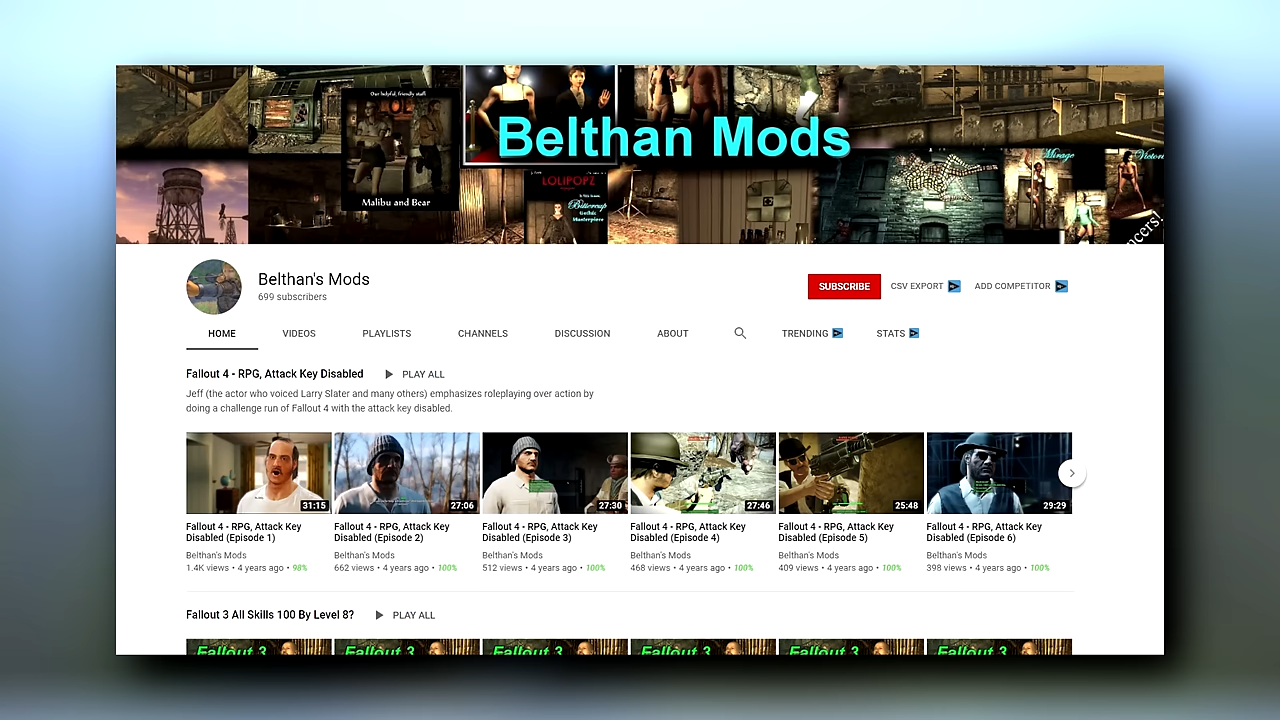 Our helpful, friendly staff.
Belthan Mods
Mirage
LOLIPOPZ
Buttercup
Gothic
Masterpiece
Malibu and Bear
ncers!
Belthan's Mods
699 subscribers
SUBSCRIBE CSV EXPORT ADD COMPETITOR
HOME VIDEOS PLAYLISTS CHANNELS DISCUSSION ABOUT TRENDING STATS
Fallout 4 - RPG, Attack Key Disabled PLAY ALL
Jeff (the actor who voiced Larry Slater and many others) emphasizes roleplaying over action by
doing a challenge run of Fallout 4 with the attack key disabled.
31:15 27:06 27:30 27:46 25:48 29:29
Fallout 4 - RPG, Attack Key Fallout 4 - RPG, Attack Key Fallout 4 - RPG, Attack Key Fallout 4 - RPG, Attack Key Fallout 4 - RPG, Attack Key Fallout 4 - RPG, Attack Key
Disabled (Episode 1) Disabled (Episode 2) Disabled (Episode 3) Disabled (Episode 4) Disabled (Episode 5) Disabled (Episode 6)
Belthan's Mods Belthan's Mods Belthan's Mods Belthan's Mods Belthan's Mods Belthan's Mods
1.4K views • 4 years ago • 98% 662 views • 4 years ago • 100% 512 views • 4 years ago • 100% 468 views • 4 years ago • 100% 409 views • 4 years ago • 100% 398 views • 4 years ago • 100%
Fallout 3 All Skills 100 By Level 8? PLAY ALL
Fallout 3 Fallout 3 Fallout 3 Fallout 3 Fallout 3 Fallout 3